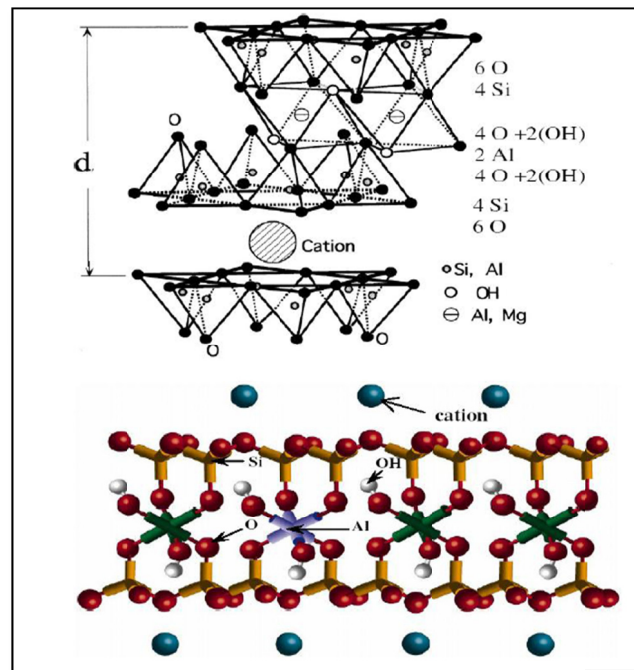 6 O
4 Si
O
4 O +2(OH)
d
2 Al
4 O +2(OH)
4 Si
6 O
Cation
Si, Al
OH
Al, Mg
O
O
cation
Si
OH
O
Al